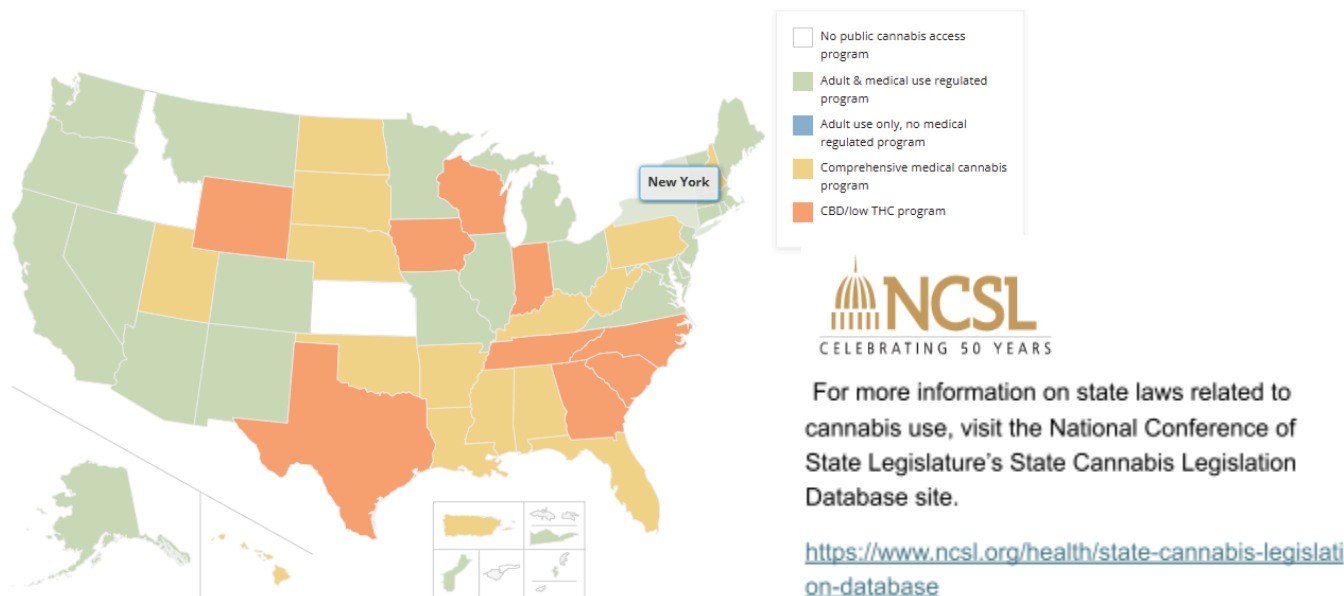 New York
No public cannabis access
program
Adult & medical use regulated
program
Adult use only, no medical
regulated program
Comprehensive medical cannabis
program
CBD/low THC program
NCSL
CELEBRATING 50 YEARS
For more information on state laws related to
cannabis use, visit the National Conference of
State Legislature's State Cannabis Legislation
Database site.
https://www.ncsl.org/health/state-cannabis-legislati
on-database